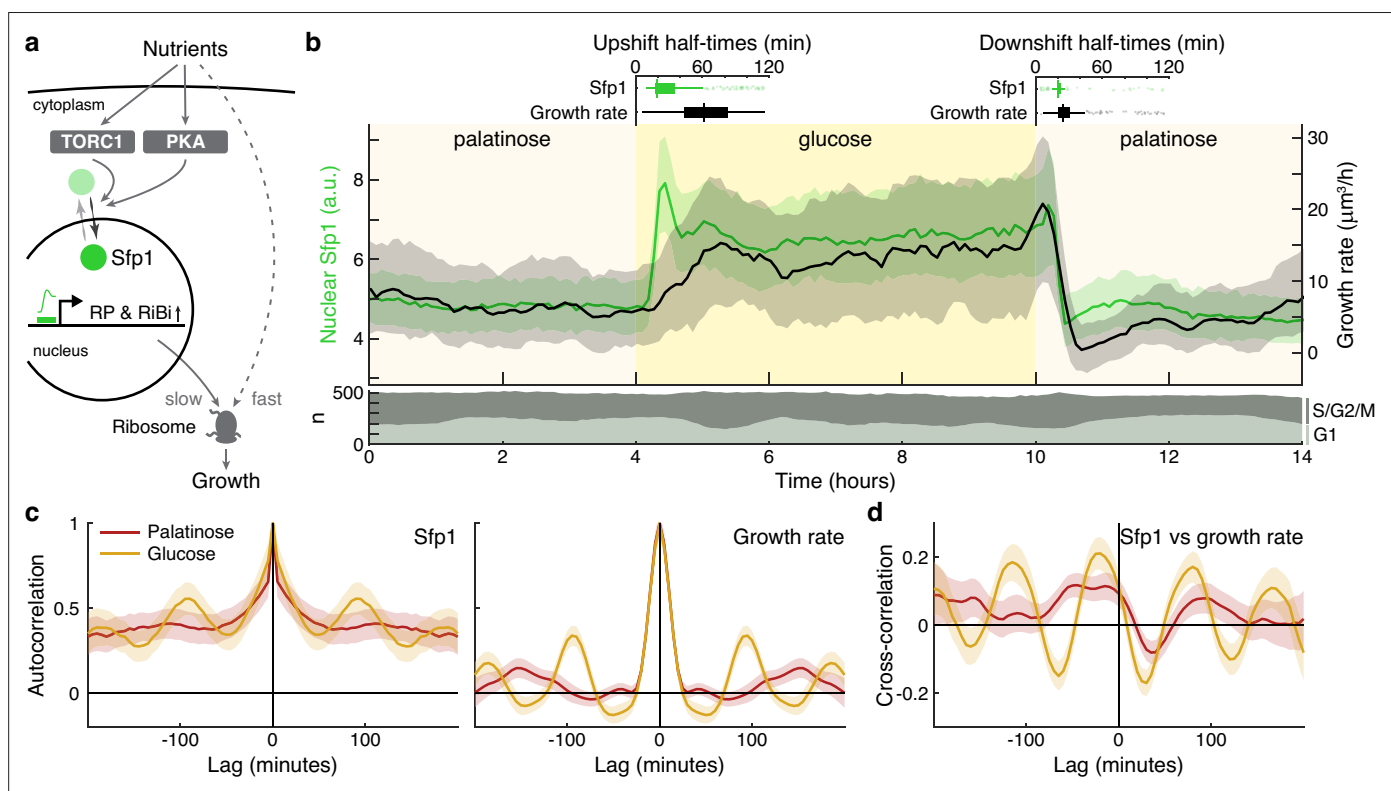 a
Nutrients
cytoplasm
TORC1
PKA
Sfp1
RP & RiBi ↑
nucleus
slow
fast
Ribosome
Growth
b
Upshift half-times (min)
0 60 120
Sfp1
Growth rate
Downshift half-times (min)
0 60 120
Sfp1
Growth rate
palatinose
glucose
palatinose
Nuclear Sfp1 (a.u.)
8
6
4
Growth rate (μm³/h)
30
20
10
0
n
500
0
S/G2/M
G1
0 2 4 6 8 10 12 14
Time (hours)
c
Palatinose
Glucose
Sfp1
Autocorrelation
1
0.5
0
-100 0 100
Lag (minutes)
Growth rate
-100 0 100
Lag (minutes)
d
Sfp1 vs growth rate
Cross-correlation
0.2
0
-0.2
-100 0 100
Lag (minutes)